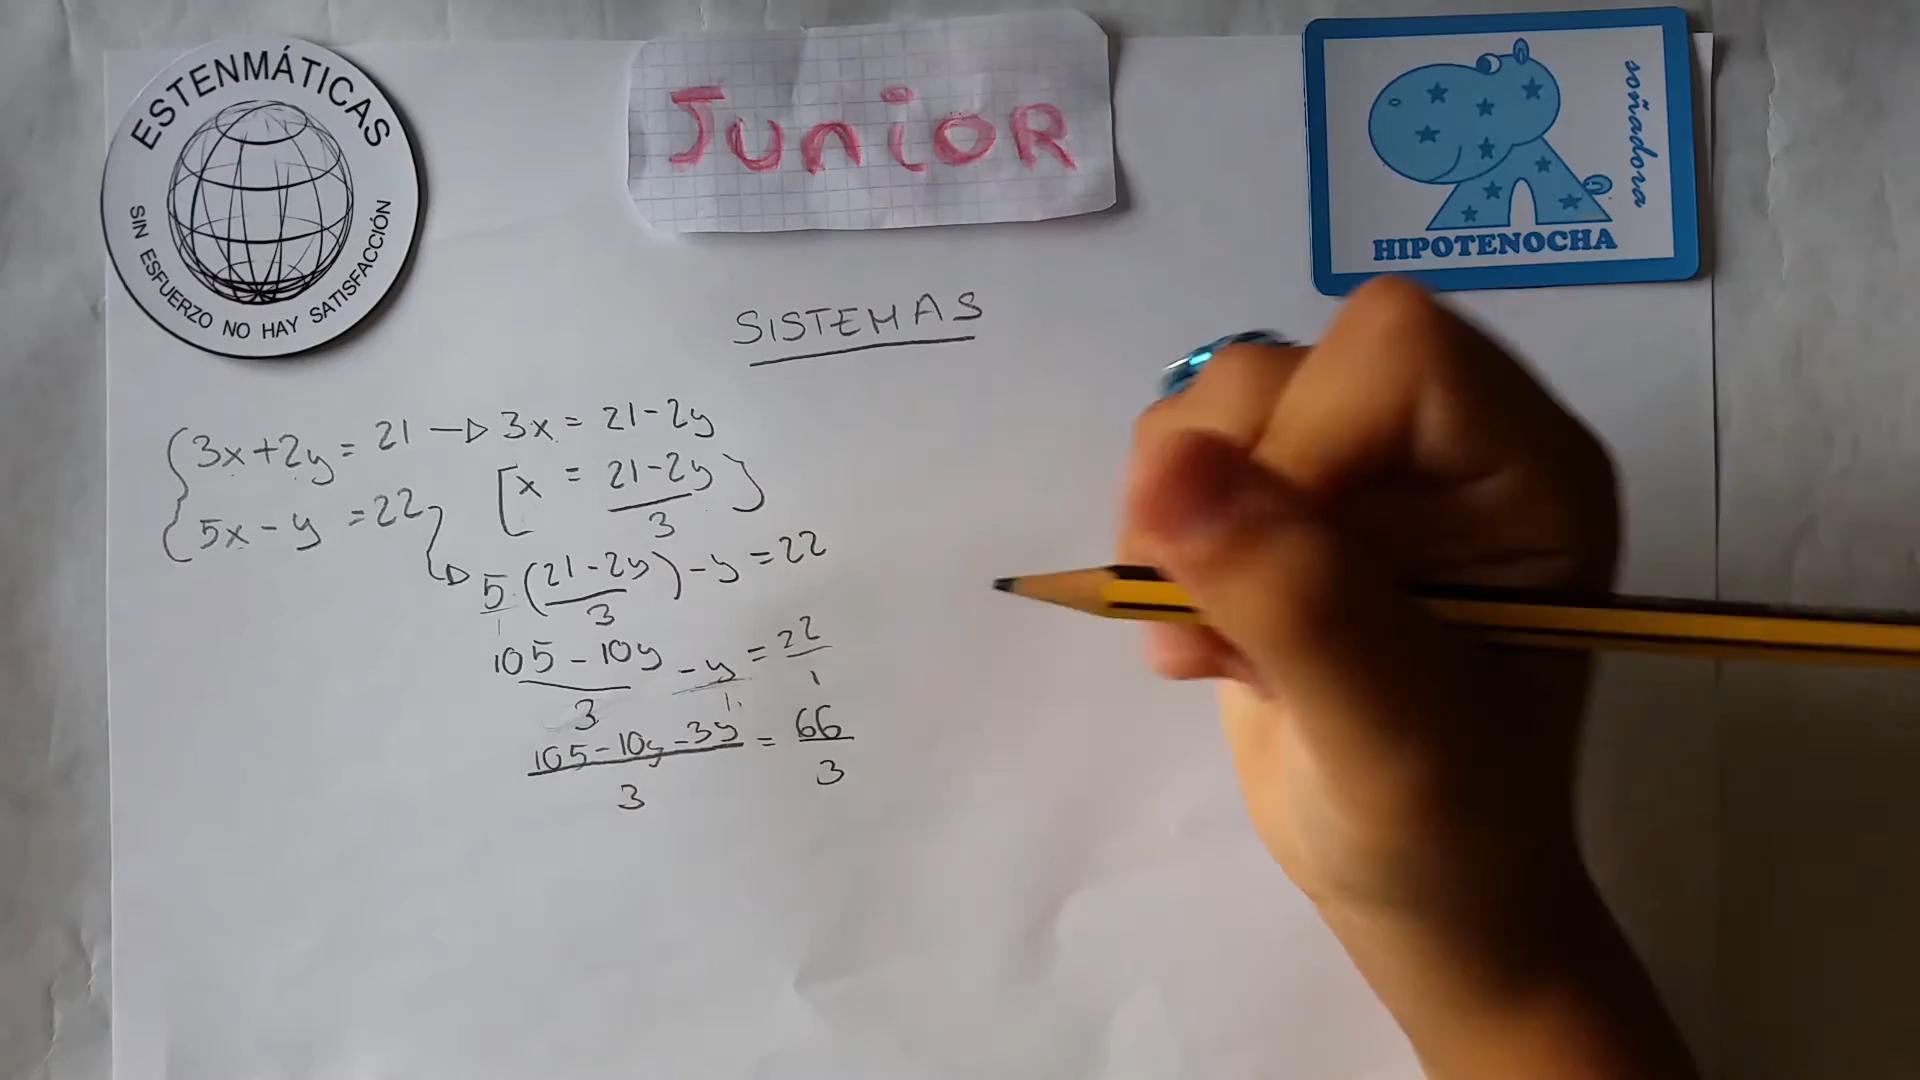 ESTENMÁTICAS
SIN ESFUERZO NO HAY SATISFACCIÓN
JUNiOR
soñadora
HIPOTENOCHA
SISTEMAS
3x+2y = 21 → 3x = 21-2y
[x = 21-2y / 3]
5x - y = 22
5 (21-2y / 3) - y = 22
1
105 - 10y / 3 - y / 1 = 22 / 1
105-10y-3y / 3 = 66 / 3